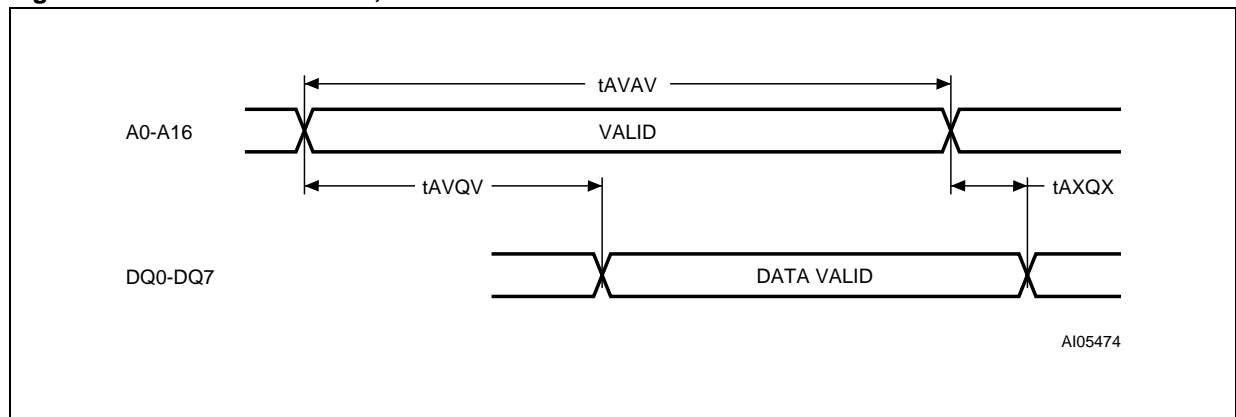 tAVAV
A0-A16
VALID
tAVQV
tAXQX
DQ0-DQ7
DATA VALID
AI05474